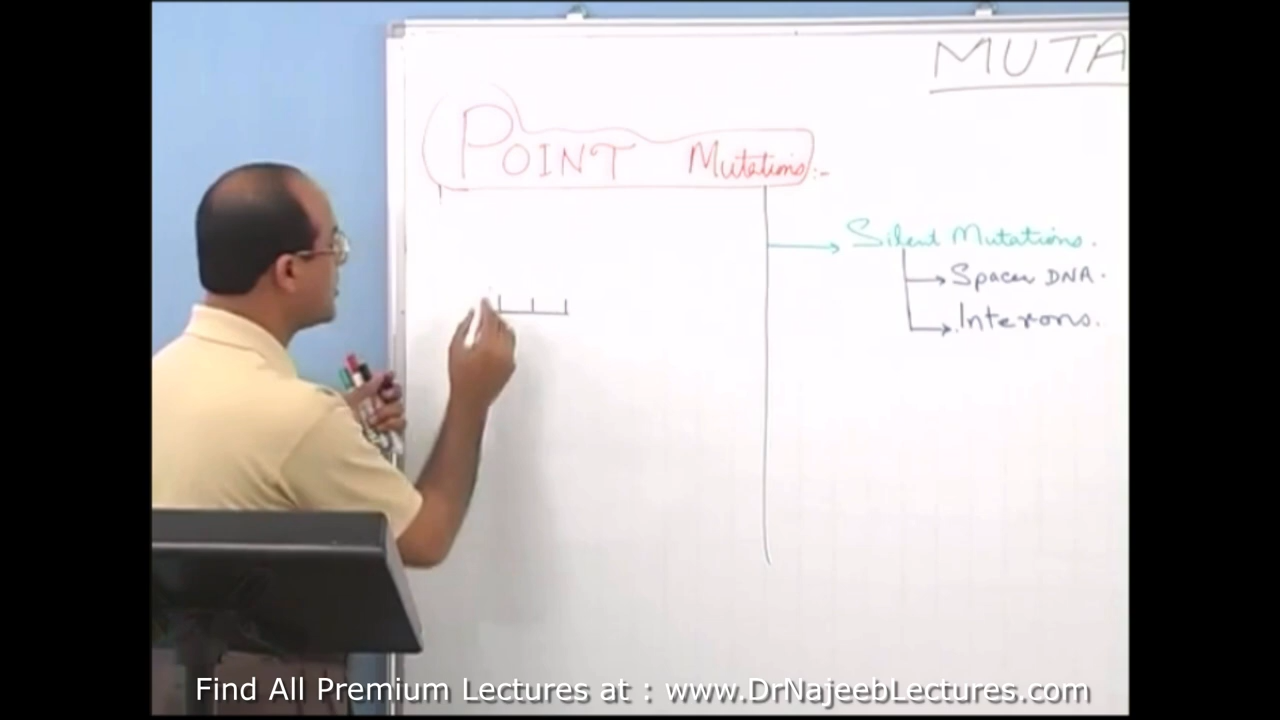 MUTA
POINT Mutations:-
Silent Mutations.
Spacer DNA.
Interons.
Find All Premium Lectures at : www.DrNajeebLectures.com